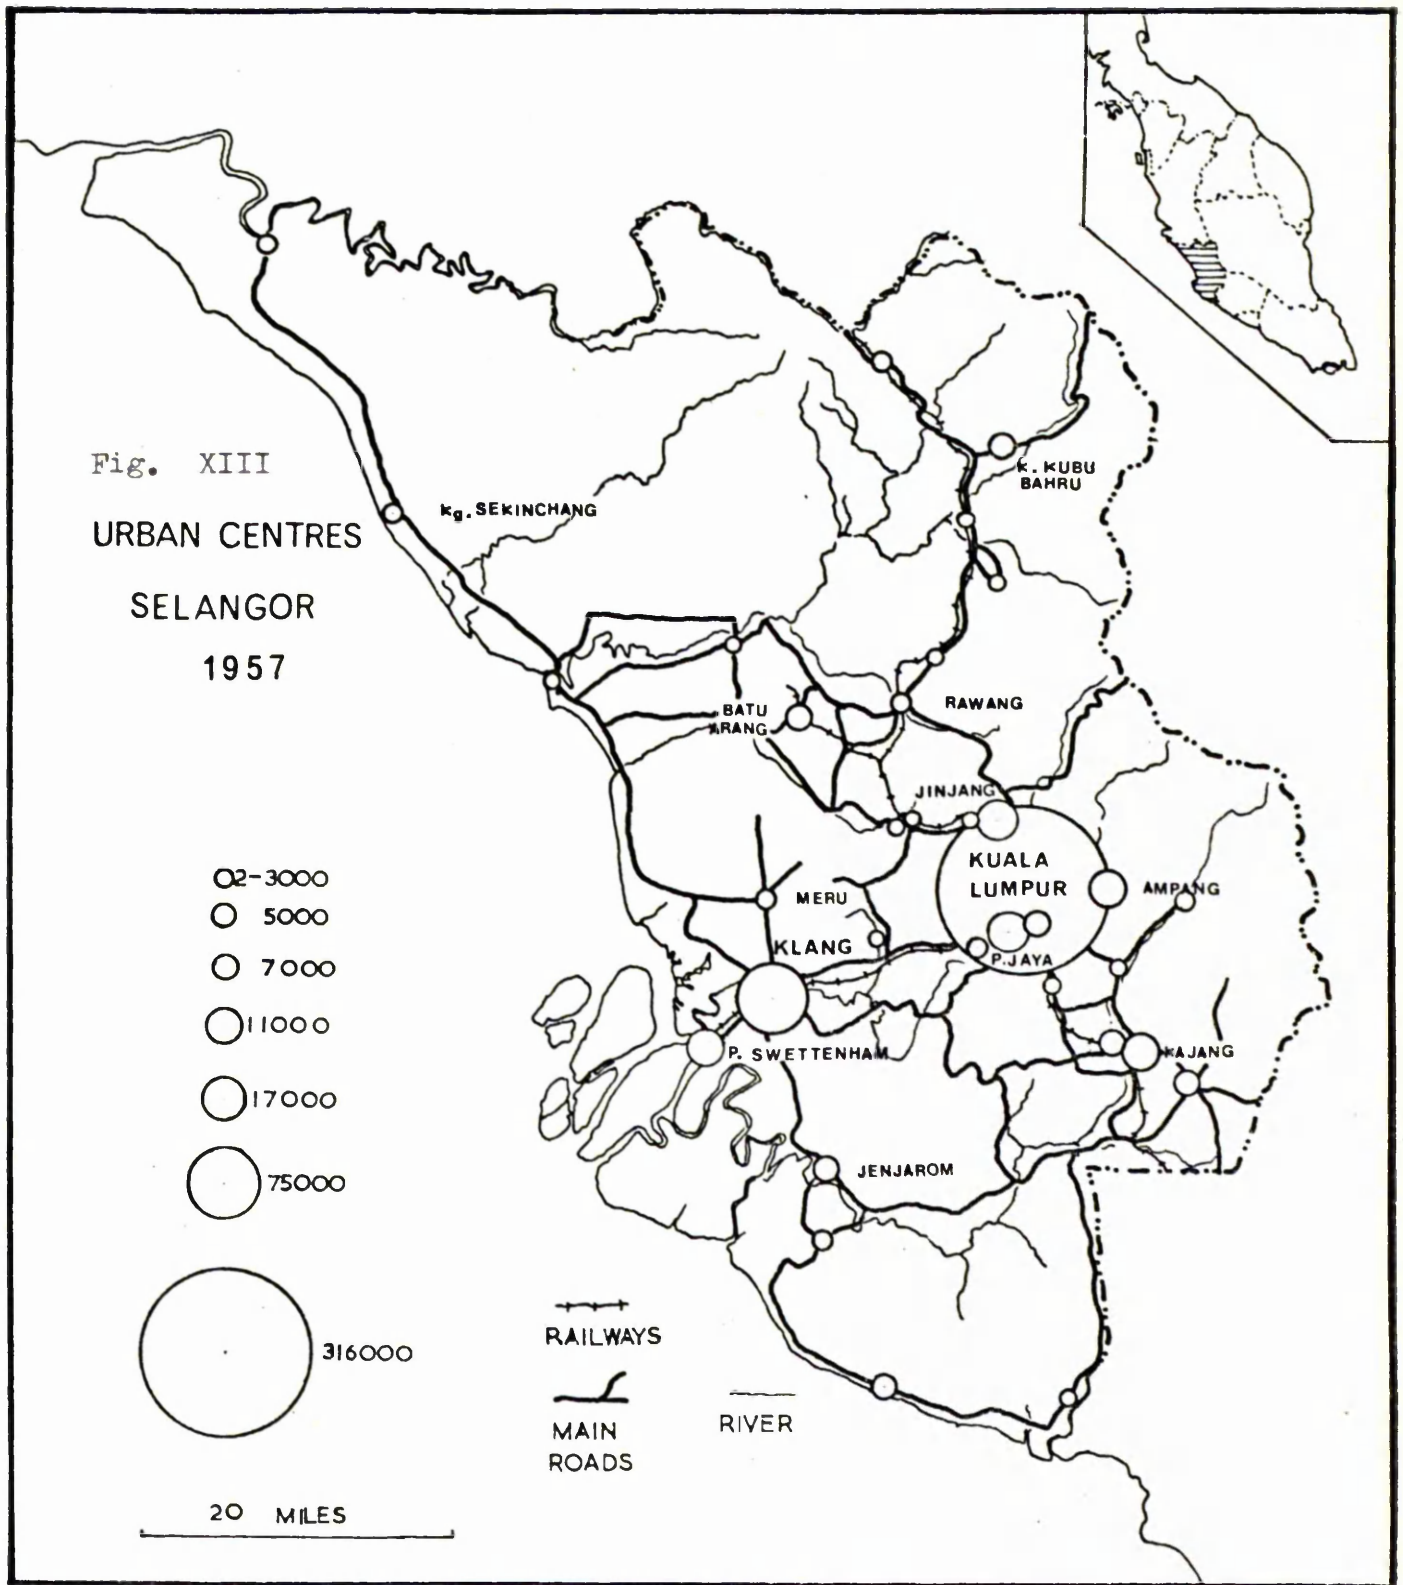 Fig. XIII
URBAN CENTRES
SELANGOR
1957
kg. SEKINCHANG
K. KUBU
BAHRU
BATU
ARANG
RAWANG
JINJANG
KUALA
LUMPUR
AMPANG
MERU
KLANG
P.JAYA
P. SWETTENHAM
KAJANG
JENJAROM
2-3000
5000
7000
11000
17000
75000
316000
RAILWAYS
MAIN
ROADS
RIVER
20 MILES